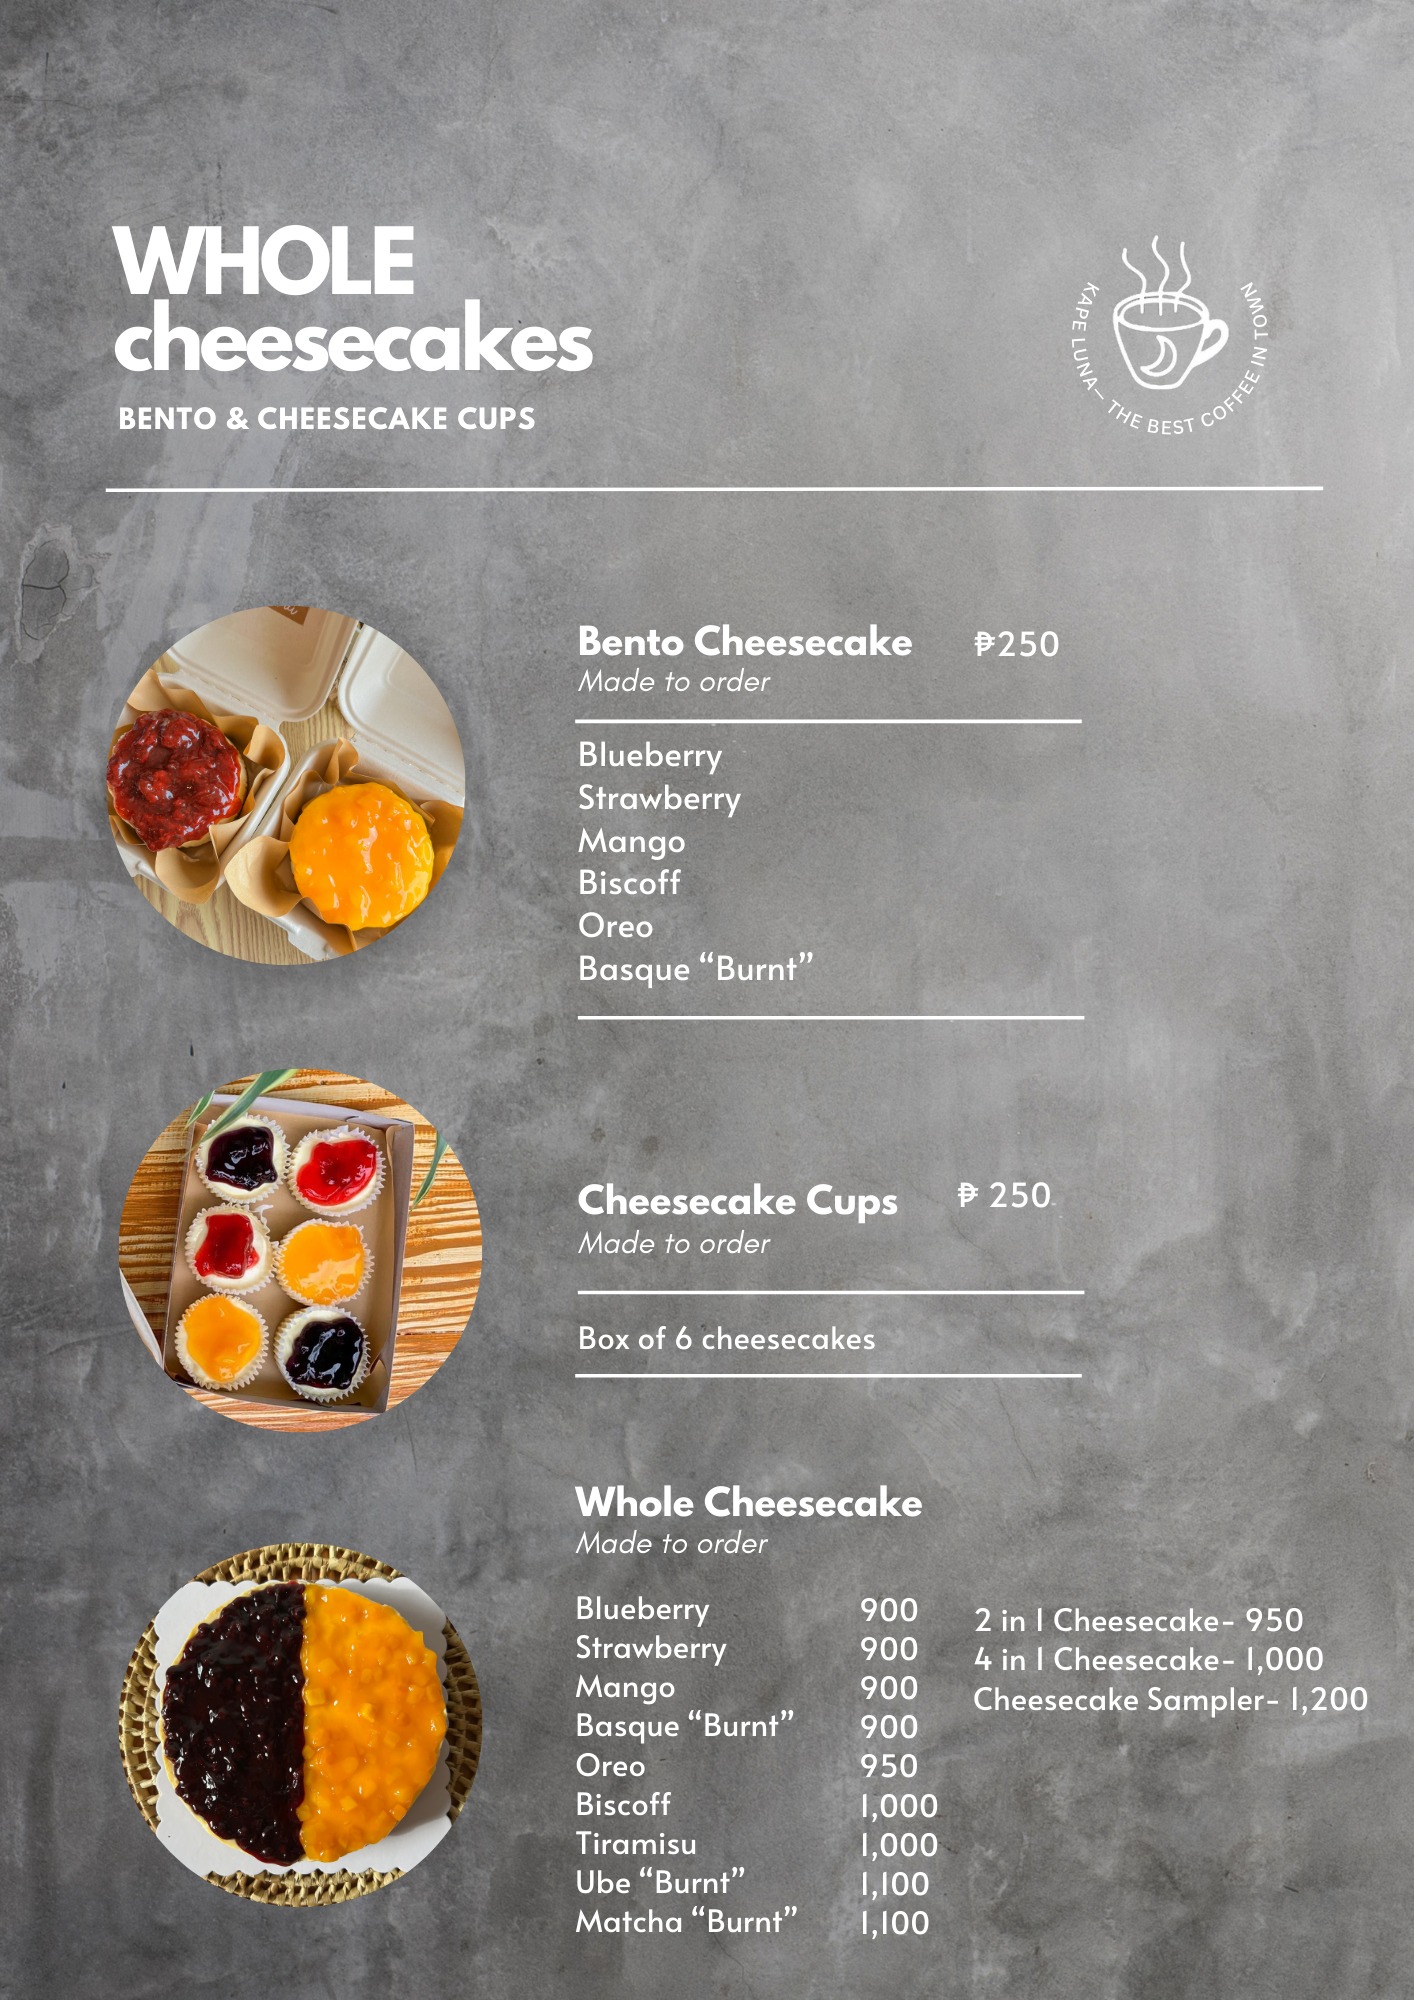 WHOLE
cheesecakes
BENTO & CHEESECAKE CUPS
KAPE LUNA— THE BEST COFFEE IN TOWN
Bento Cheesecake ₱250
Made to order
Blueberry
Strawberry
Mango
Biscoff
Oreo
Basque “Burnt”
Cheesecake Cups ₱ 250
Made to order
Box of 6 cheesecakes
Whole Cheesecake
Made to order
Blueberry 900
Strawberry 900
Mango 900
Basque “Burnt” 900
Oreo 950
Biscoff 1,000
Tiramisu 1,000
Ube “Burnt” 1,100
Matcha “Burnt” 1,100
2 in 1 Cheesecake- 950
4 in 1 Cheesecake- 1,000
Cheesecake Sampler- 1,200